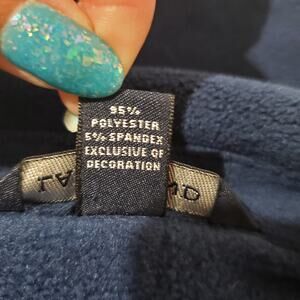 95%
POLYESTER
5% SPANDEX
EXCLUSIVE OF
DECORATION